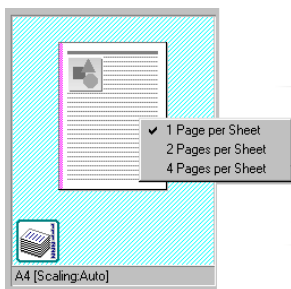 1 Page per Sheet
2 Pages per Sheet
4 Pages per Sheet
A4 [Scaling:Auto]